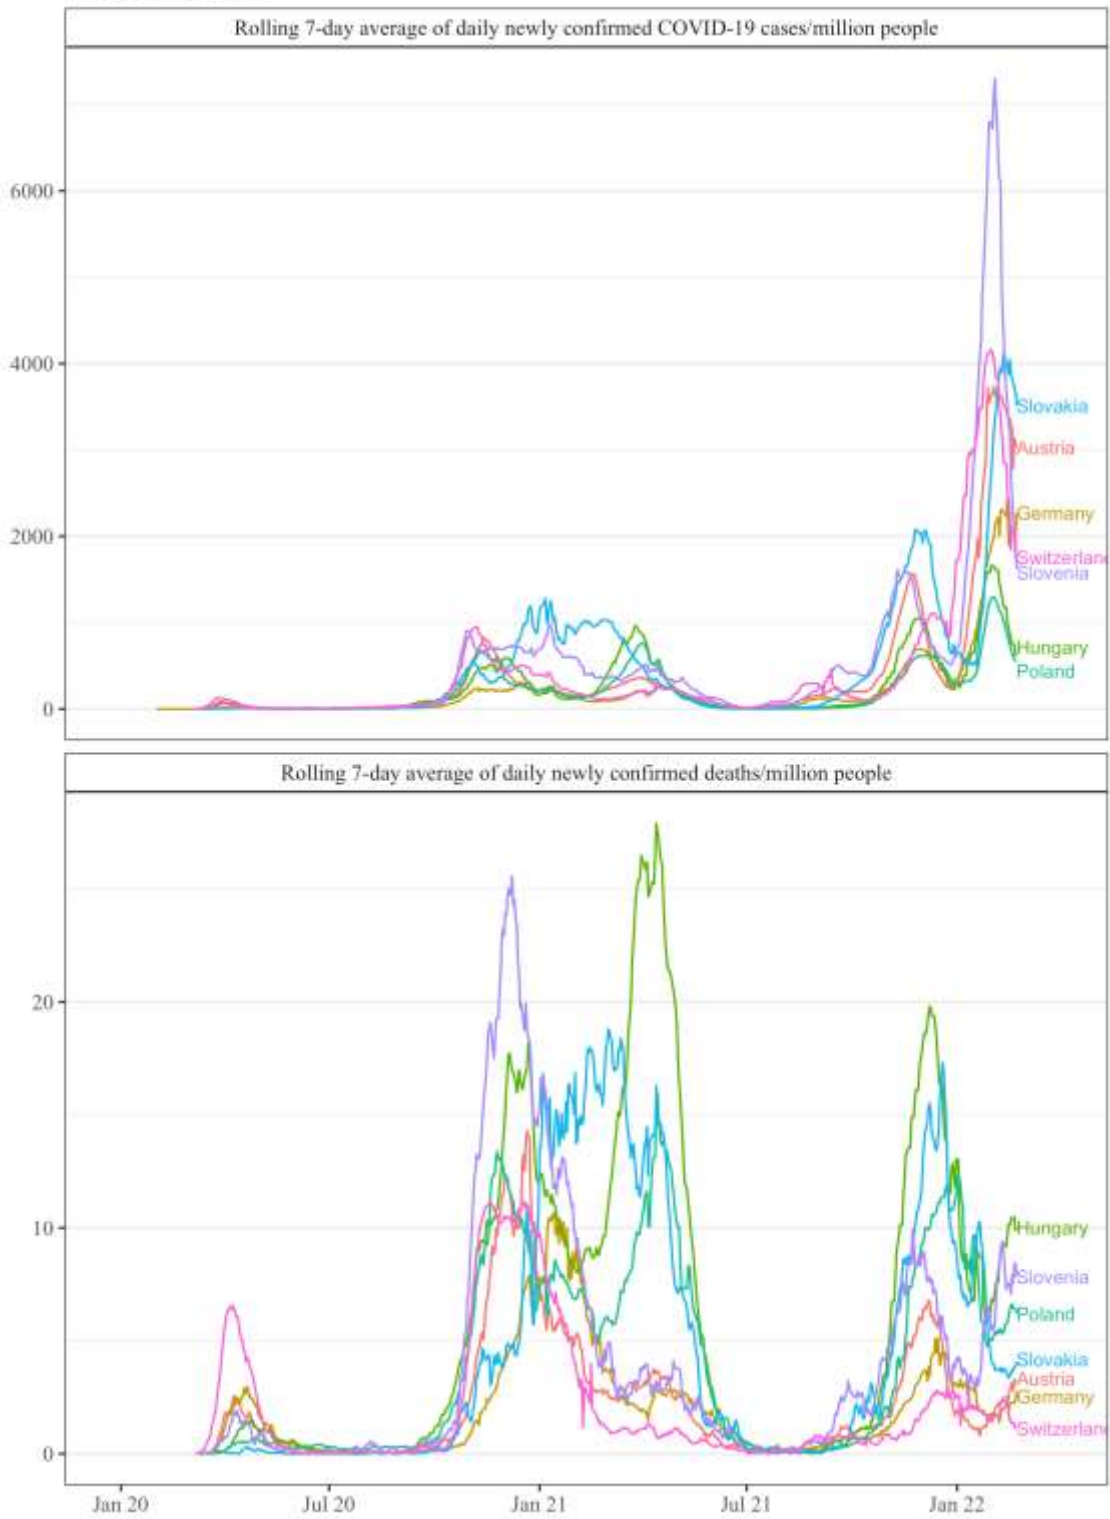 Rolling 7-day average of daily newly confirmed COVID-19 cases/million people
6000
4000
Slovakia
Austria
Germany
2000
Switzerlan
Slovenia
Hungary
Poland
0
Rolling 7-day average of daily newly confirmed deaths/million people
20
10
Hungary
Slovenia
Poland
Slovakia
Austria
Germany
Switzerlan
0
Jan 20 Jul 20 Jan 21 Jul 21 Jan 22